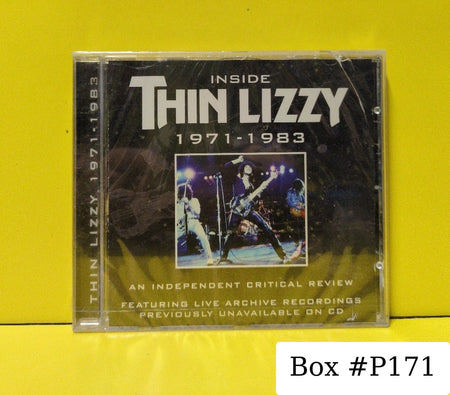 THIN LIZZY 1971-1983
INSIDE
THIN LIZZY
1971-1983
AN INDEPENDENT CRITICAL REVIEW
FEATURING LIVE ARCHIVE RECORDINGS
PREVIOUSLY UNAVAILABLE ON CD
Box #P171